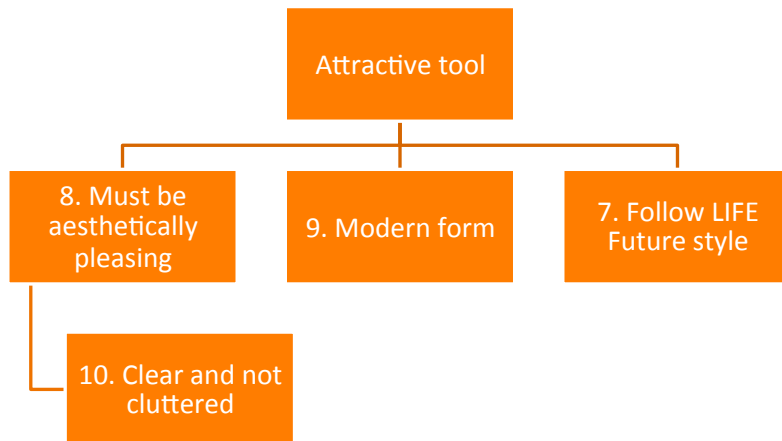 Attractive tool
8. Must be
aesthetically
pleasing
9. Modern form
7. Follow LIFE
Future style
10. Clear and not
cluttered